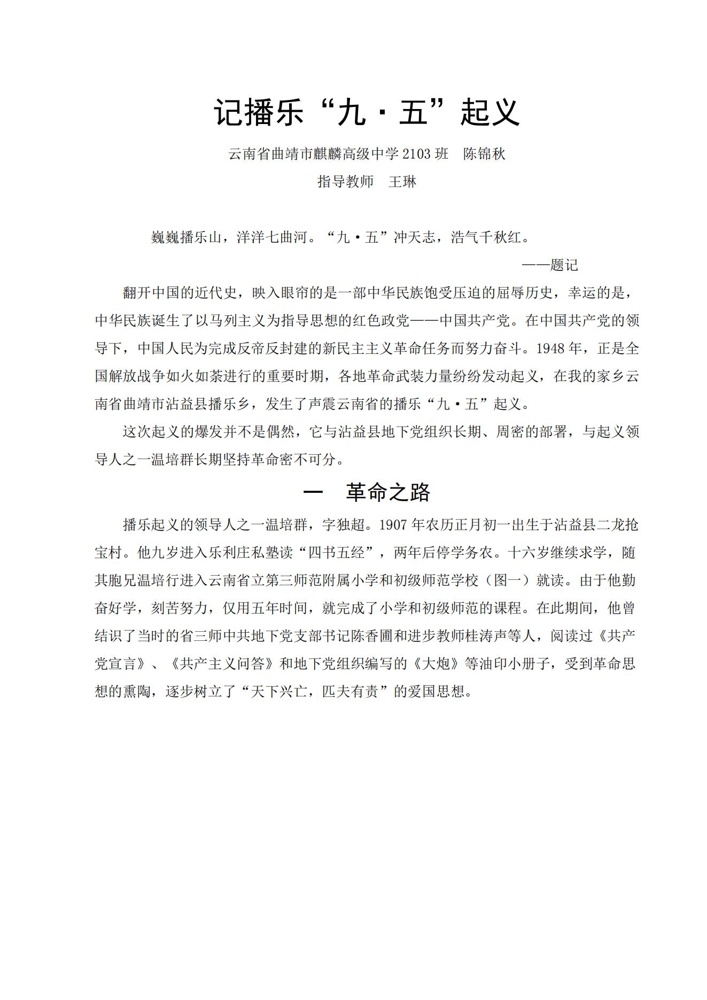 记播乐“九·五”起义
云南省曲靖市麒麟高级中学2103班　陈锦秋
指导教师　王琳
巍巍播乐山，洋洋七曲河。“九·五”冲天志，浩气千秋红。
——题记
翻开中国的近代史，映入眼帘的是一部中华民族饱受压迫的屈辱历史，幸运的是，
中华民族诞生了以马列主义为指导思想的红色政党——中国共产党。在中国共产党的领
导下，中国人民为完成反帝反封建的新民主主义革命任务而努力奋斗。1948年，正是全
国解放战争如火如荼进行的重要时期，各地革命武装力量纷纷发动起义，在我的家乡云
南省曲靖市沾益县播乐乡，发生了声震云南省的播乐“九·五”起义。
这次起义的爆发并不是偶然，它与沾益县地下党组织长期、周密的部署，与起义领
导人之一温培群长期坚持革命密不可分。
一　革命之路
播乐起义的领导人之一温培群，字独超。1907年农历正月初一出生于沾益县二龙抢
宝村。他九岁进入乐利庄私塾读“四书五经”，两年后停学务农。十六岁继续求学，随
其胞兄温培行进入云南省立第三师范附属小学和初级师范学校（图一）就读。由于他勤
奋好学，刻苦努力，仅用五年时间，就完成了小学和初级师范的课程。在此期间，他曾
结识了当时的省三师中共地下党支部书记陈香圃和进步教师桂涛声等人，阅读过《共产
党宣言》、《共产主义问答》和地下党组织编写的《大炮》等油印小册子，受到革命思
想的熏陶，逐步树立了“天下兴亡，匹夫有责”的爱国思想。